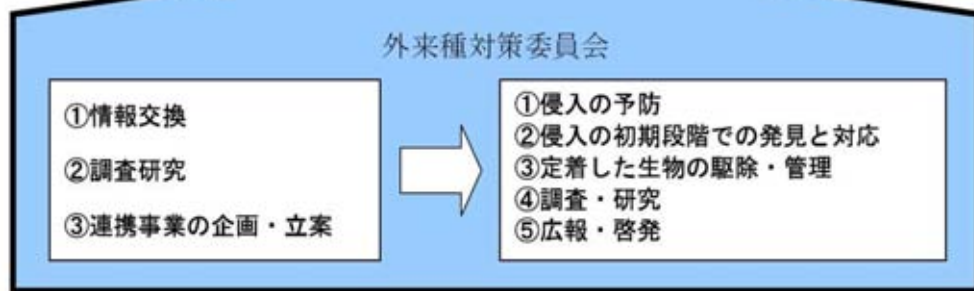 外来種対策委員会
①情報交換
②調査研究
③連携事業の企画・立案
①侵入の予防
②侵入の初期段階での発見と対応
③定着した生物の駆除・管理
④調査・研究
⑤広報・啓発